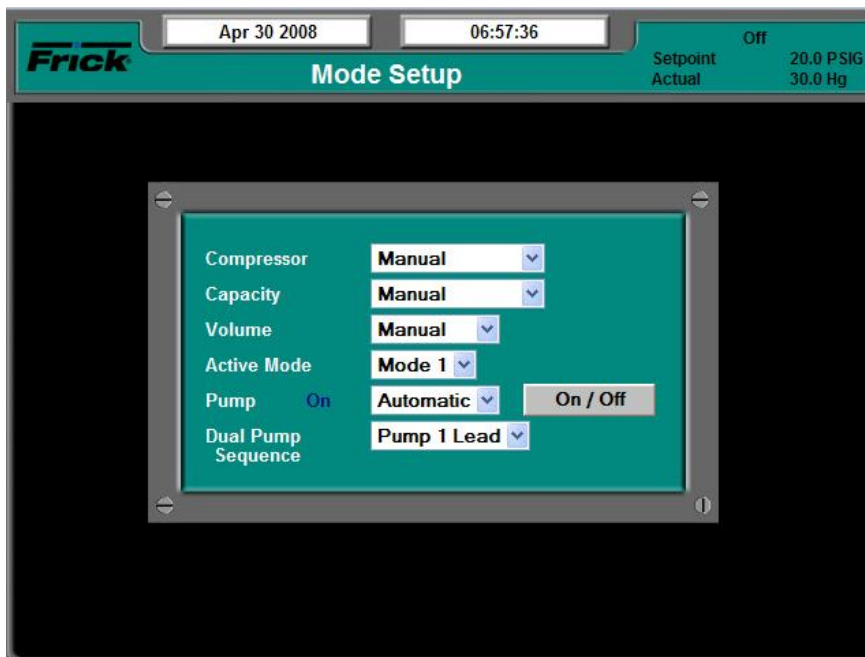 Apr 30 2008 06:57:36 Off
Frick Mode Setup Setpoint 20.0 PSIG
Actual 30.0 Hg
Compressor Manual
Capacity Manual
Volume Manual
Active Mode Mode 1
Pump On Automatic On / Off
Dual Pump Pump 1 Lead
Sequence